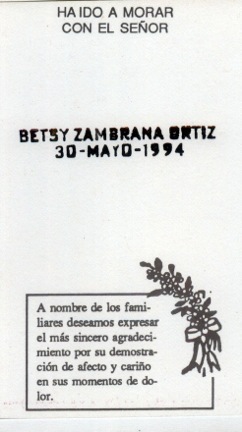 HA IDO A MORAR
CON EL SEÑOR
BETSY ZAMBRANA ORTIZ
30-MAYO-1994
A nombre de los fami-
liares deseamos expresar
el más sincero agradeci-
miento por su demostra-
ción de afecto y cariño
en sus momentos de do-
lor.